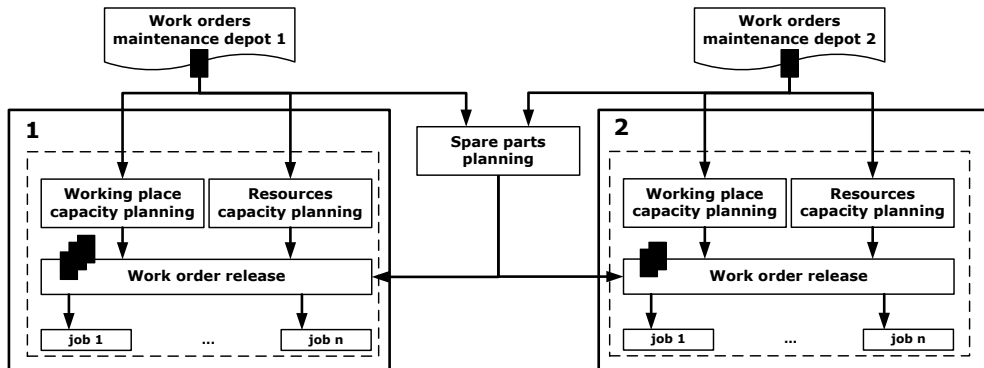 Work orders
maintenance depot 1
Work orders
maintenance depot 2
1
Spare parts
planning
2
Working place
capacity planning
Resources
capacity planning
Working place
capacity planning
Resources
capacity planning
Work order release
Work order release
job 1
...
job n
job 1
...
job n